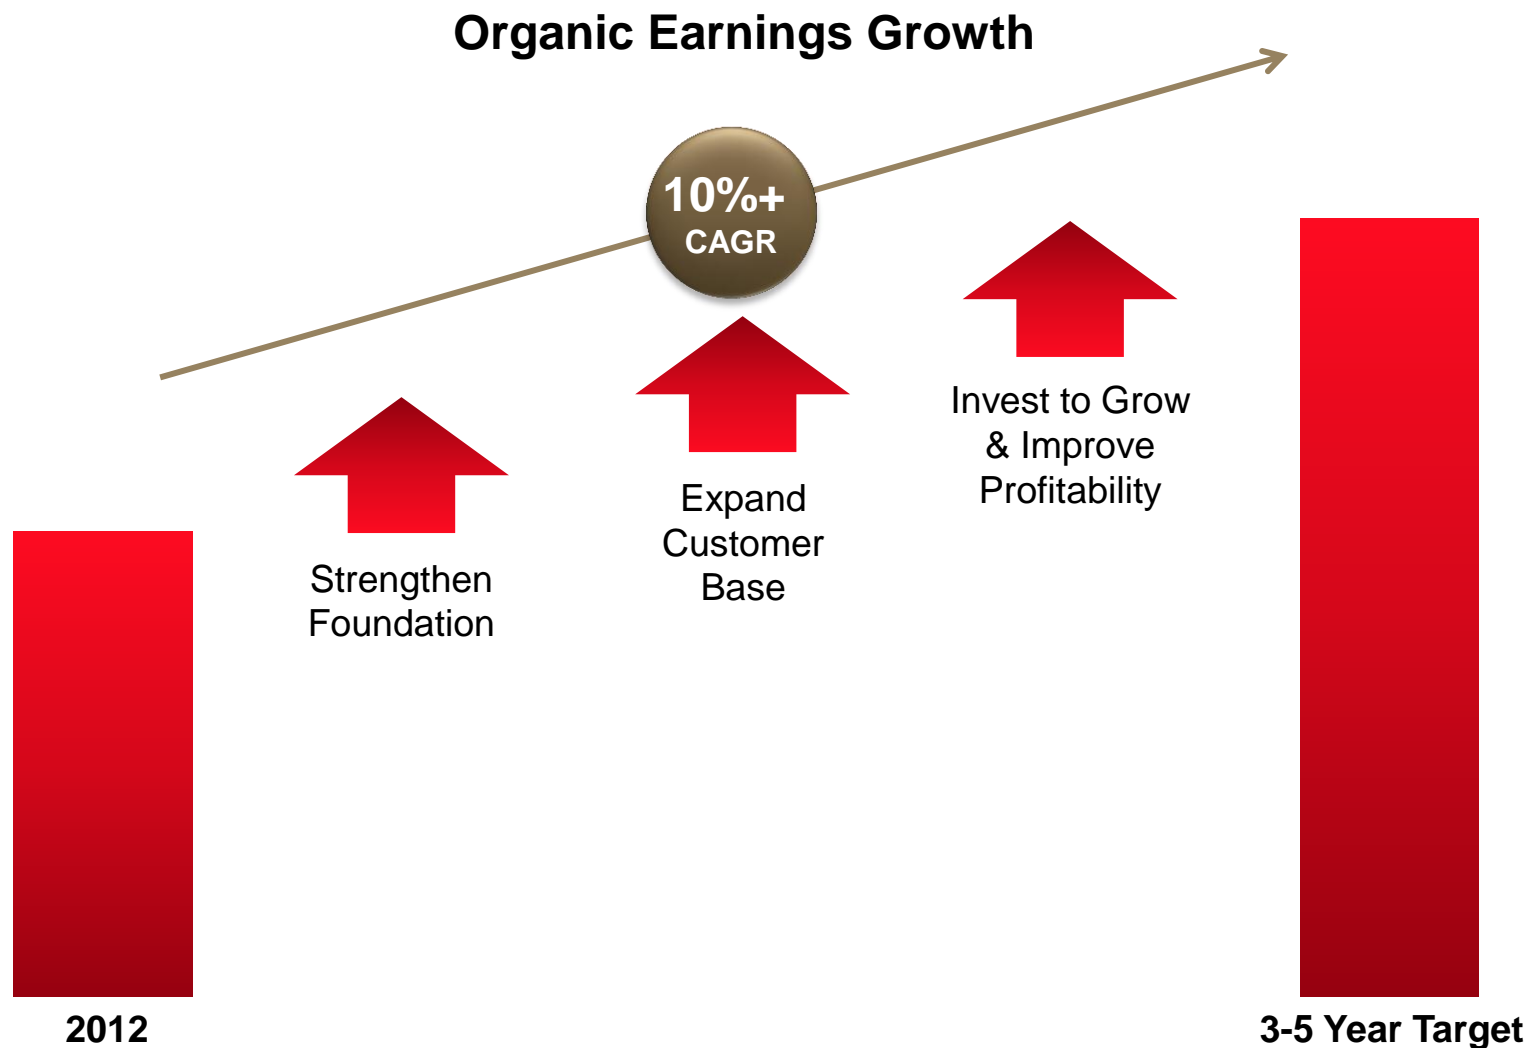 Organic Earnings Growth
10%+
CAGR
Strengthen
Foundation
Expand
Customer
Base
Invest to Grow
& Improve
Profitability
2012
3-5 Year Target